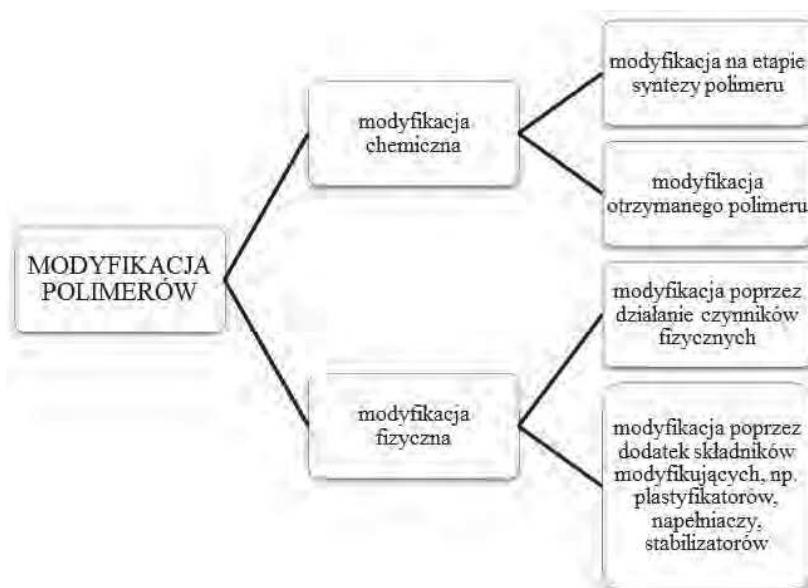 MODYFIKACJA
POLIMERÓW
modyfikacja
chemiczna
modyfikacja na etapie
syntezy polimeru
modyfikacja
otrzymanego polimeru
modyfikacja
fizyczna
modyfikacja poprzez
działanie czynników
fizycznych
modyfikacja poprzez
dodatek składników
modyfikujących, np.
plastyfikatorów,
napełniaczy,
stabilizatorów